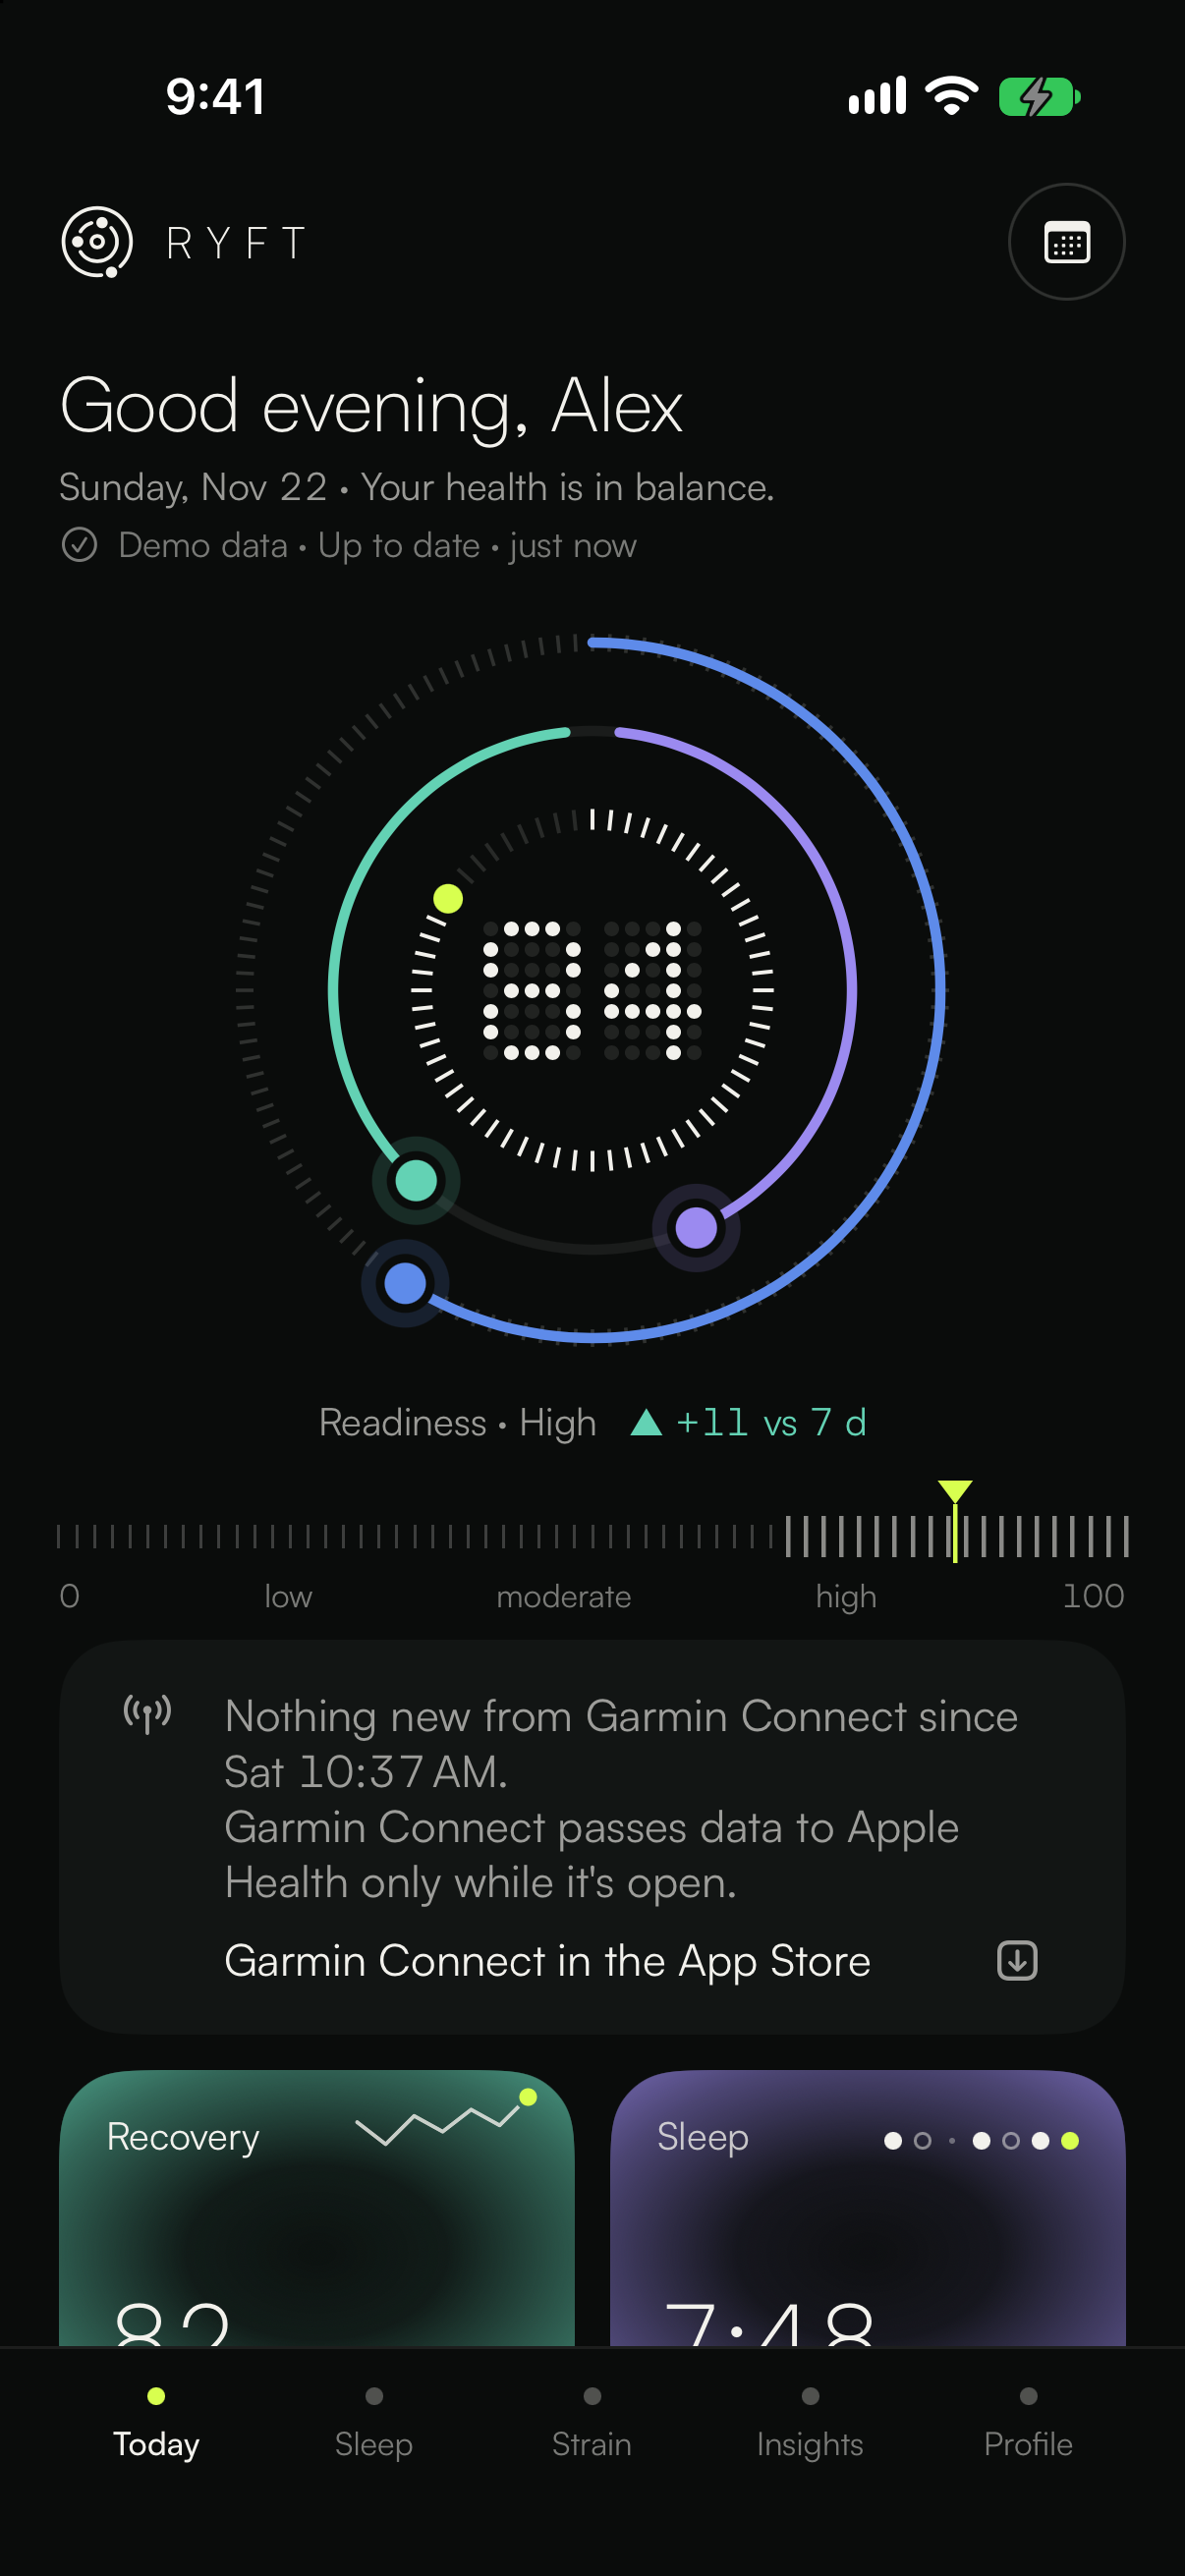 9:41
RYFT
Good evening, Alex
Sunday, Nov 22 · Your health is in balance.
Demo data · Up to date · just now
84
Readiness · High ▲ +11 vs 7 d
0 low moderate high 100
Nothing new from Garmin Connect since
Sat 10:37 AM.
Garmin Connect passes data to Apple
Health only while it's open.
Garmin Connect in the App Store
Recovery
Sleep
82
7:48
Today
Sleep
Strain
Insights
Profile